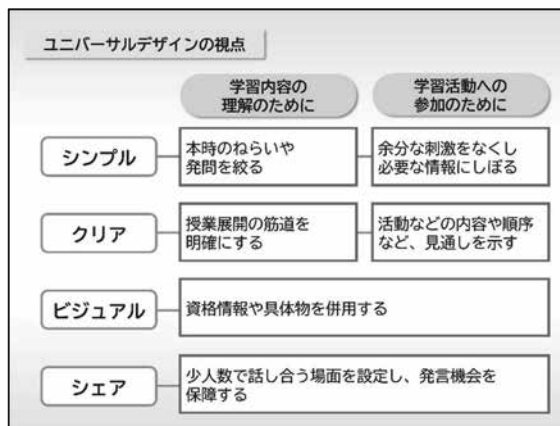 ユニバーサルデザインの視点
学習内容の
理解のために
学習活動への
参加のために
シンプル
本時のねらいや
発問を絞る
余分な刺激をなくし
必要な情報にしぼる
クリア
授業展開の筋道を
明確にする
活動などの内容や順序
など、見通しを示す
ビジュアル
資格情報や具体物を併用する
シェア
少人数で話し合う場面を設定し、発言機会を
保障する